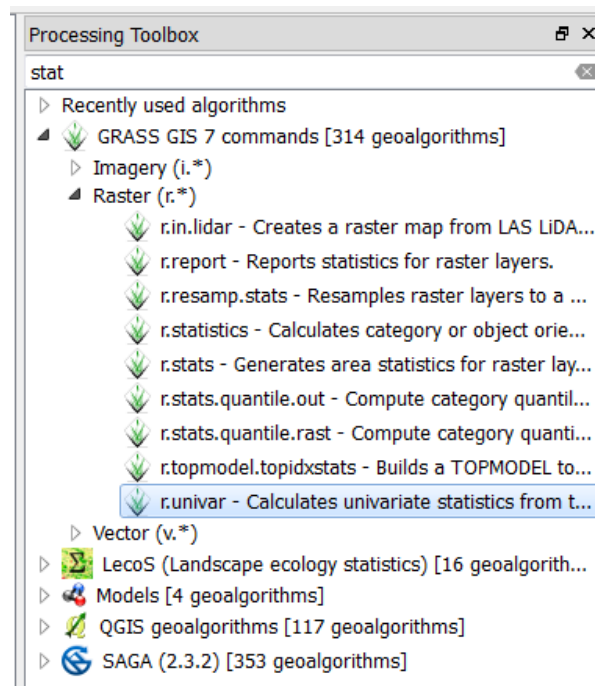 Processing Toolbox
stat
Recently used algorithms
GRASS GIS 7 commands [314 geoalgorithms]
Imagery (i.*)
Raster (r.*)
r.in.lidar - Creates a raster map from LAS LiDA...
r.report - Reports statistics for raster layers.
r.resamp.stats - Resamples raster layers to a ...
r.statistics - Calculates category or object orie...
r.stats - Generates area statistics for raster lay...
r.stats.quantile.out - Compute category quantil...
r.stats.quantile.rast - Compute category quanti...
r.topmodel.topidxstats - Builds a TOPMODEL to...
r.univar - Calculates univariate statistics from t...
Vector (v.*)
LecoS (Landscape ecology statistics) [16 geoalgorith...
Models [4 geoalgorithms]
QGIS geoalgorithms [117 geoalgorithms]
SAGA (2.3.2) [353 geoalgorithms]